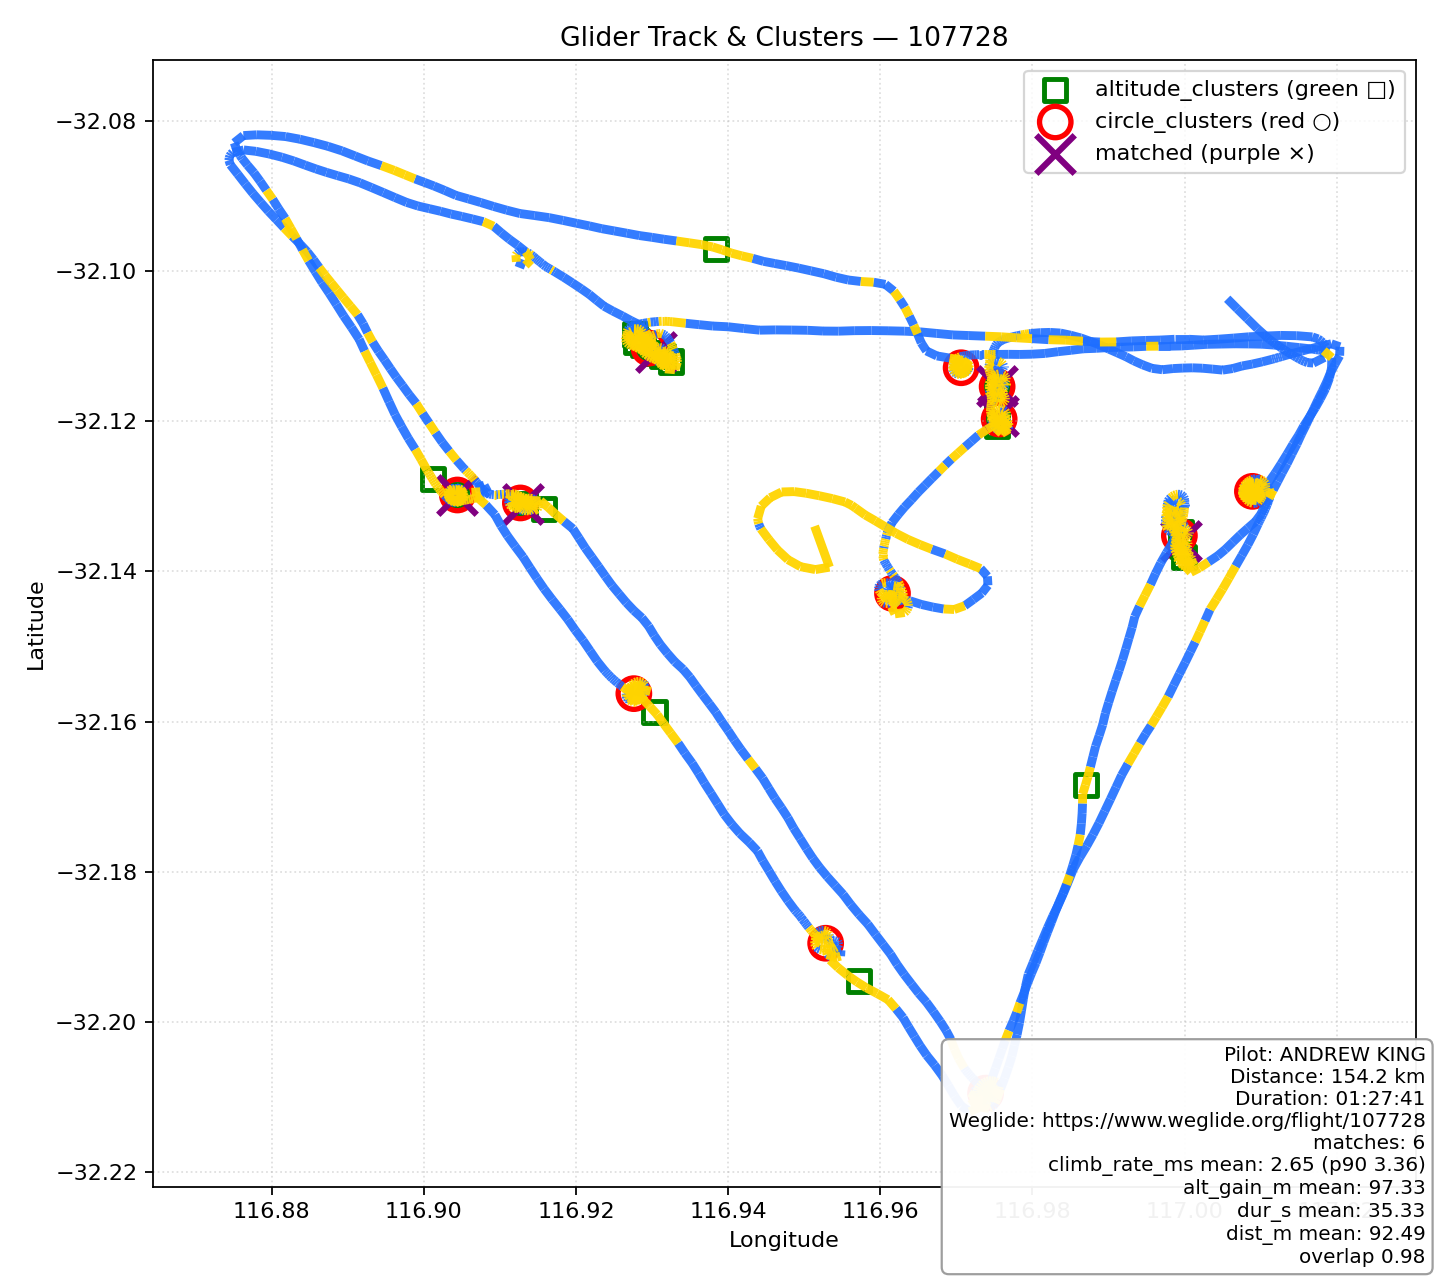 Glider Track & Clusters — 107728
altitude_clusters (green □)
circle_clusters (red ○)
matched (purple ×)
−32.08
−32.10
−32.12
−32.14
−32.16
−32.18
−32.20
−32.22
Latitude
116.88
116.90
116.92
116.94
116.96
116.98
117.00
Longitude
Pilot: ANDREW KING
Distance: 154.2 km
Duration: 01:27:41
Weglide: https://www.weglide.org/flight/107728
matches: 6
climb_rate_ms mean: 2.65 (p90 3.36)
alt_gain_m mean: 97.33
dur_s mean: 35.33
dist_m mean: 92.49
overlap 0.98